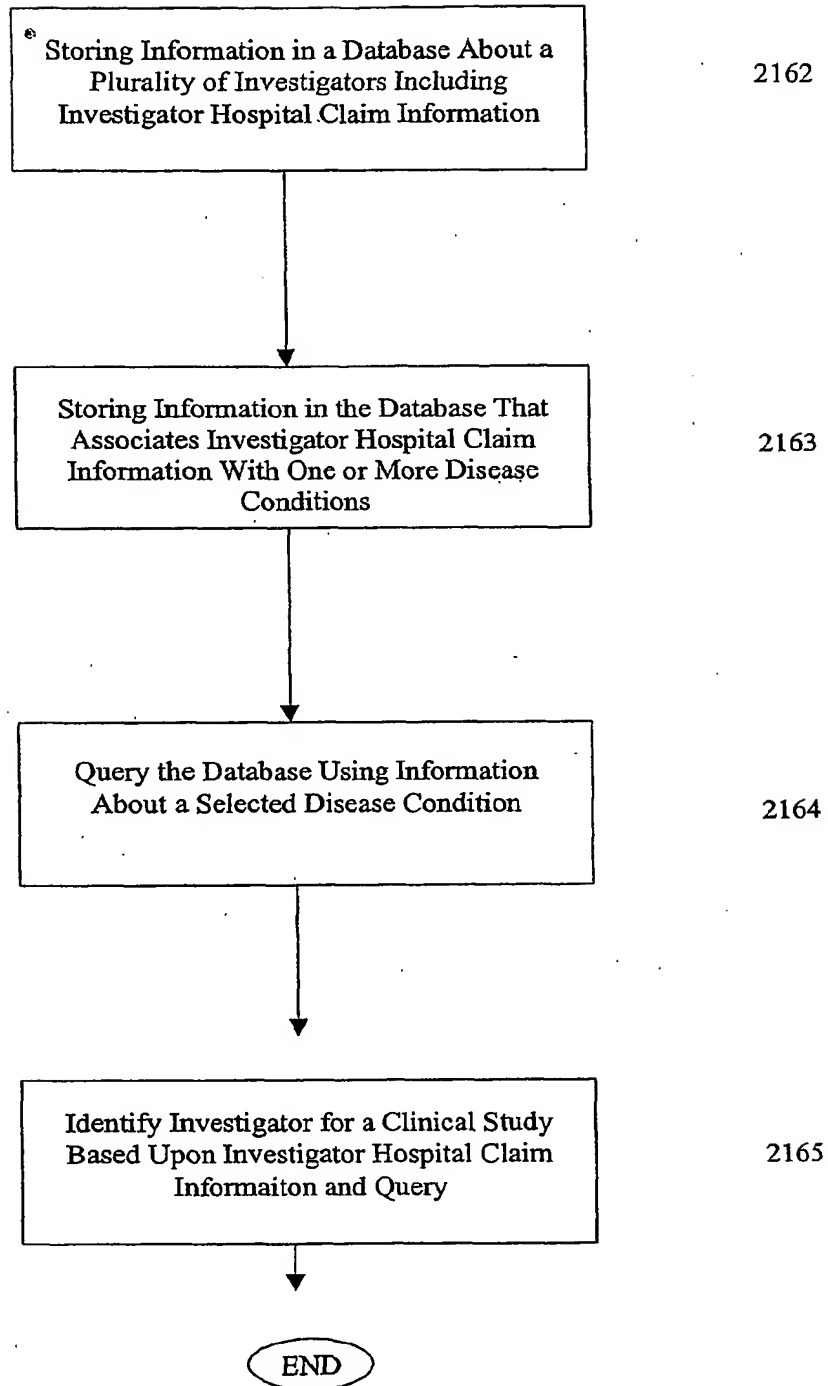 Storing Information in a Database About a
Plurality of Investigators Including
Investigator Hospital Claim Information
2162
Storing Information in the Database That
Associates Investigator Hospital Claim
Information With One or More Disease
Conditions
2163
Query the Database Using Information
About a Selected Disease Condition
2164
Identify Investigator for a Clinical Study
Based Upon Investigator Hospital Claim
Informaiton and Query
2165
END